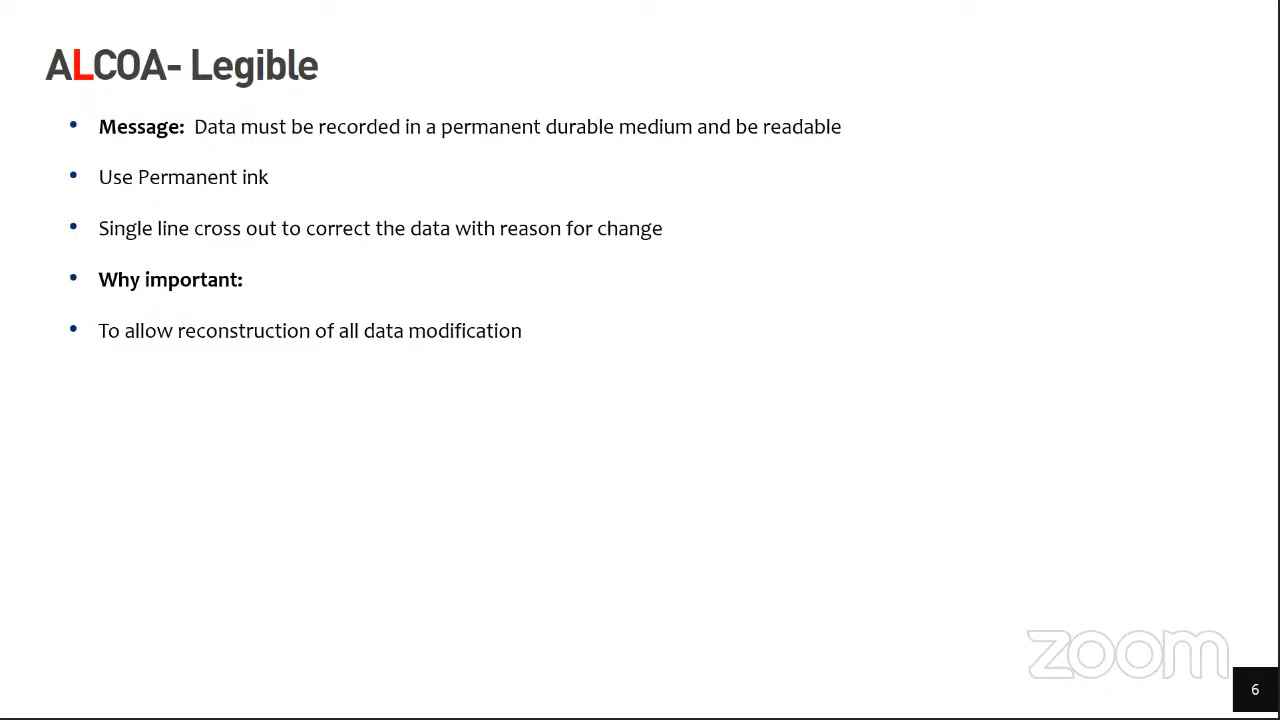 ALCOA- Legible
• Message: Data must be recorded in a permanent durable medium and be readable
• Use Permanent ink
• Single line cross out to correct the data with reason for change
• Why important:
• To allow reconstruction of all data modification
zoom
6